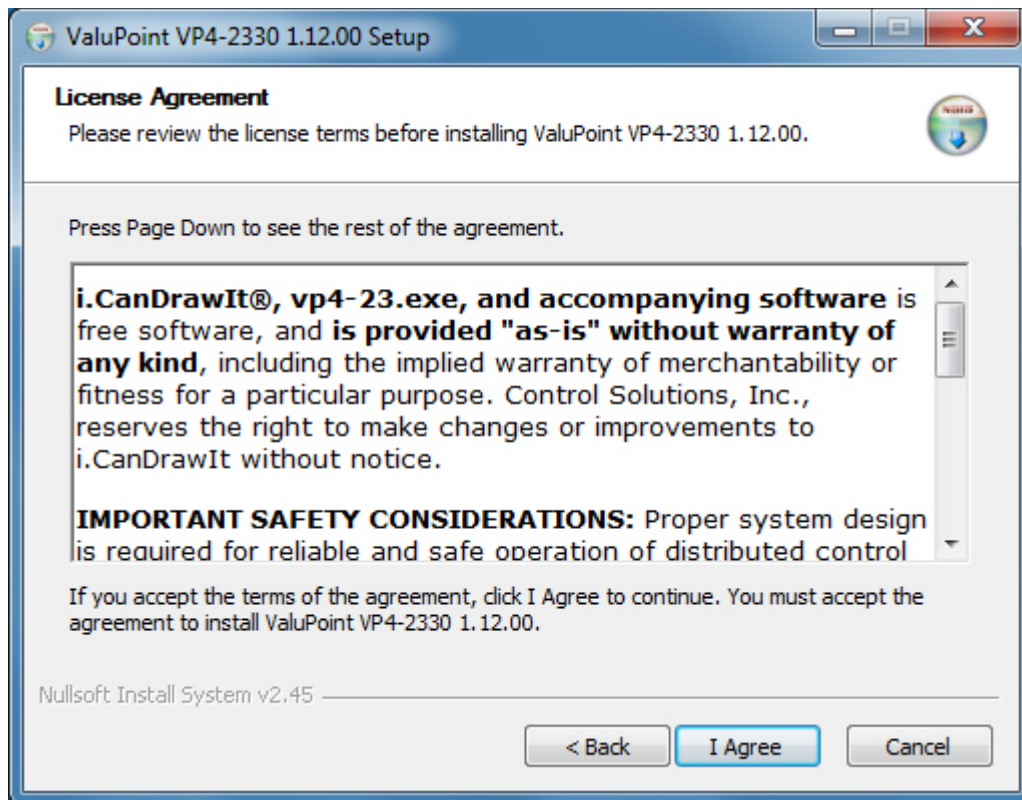 ValuPoint VP4-2330 1.12.00 Setup
License Agreement
Please review the license terms before installing ValuPoint VP4-2330 1.12.00.
Press Page Down to see the rest of the agreement.
i.CanDrawIt®, vp4-23.exe, and accompanying software is
free software, and is provided "as-is" without warranty of
any kind, including the implied warranty of merchantability or
fitness for a particular purpose. Control Solutions, Inc.,
reserves the right to make changes or improvements to
i.CanDrawIt without notice.
IMPORTANT SAFETY CONSIDERATIONS: Proper system design
is required for reliable and safe operation of distributed control
If you accept the terms of the agreement, click I Agree to continue. You must accept the
agreement to install ValuPoint VP4-2330 1.12.00.
Nullsoft Install System v2.45
< Back
I Agree
Cancel